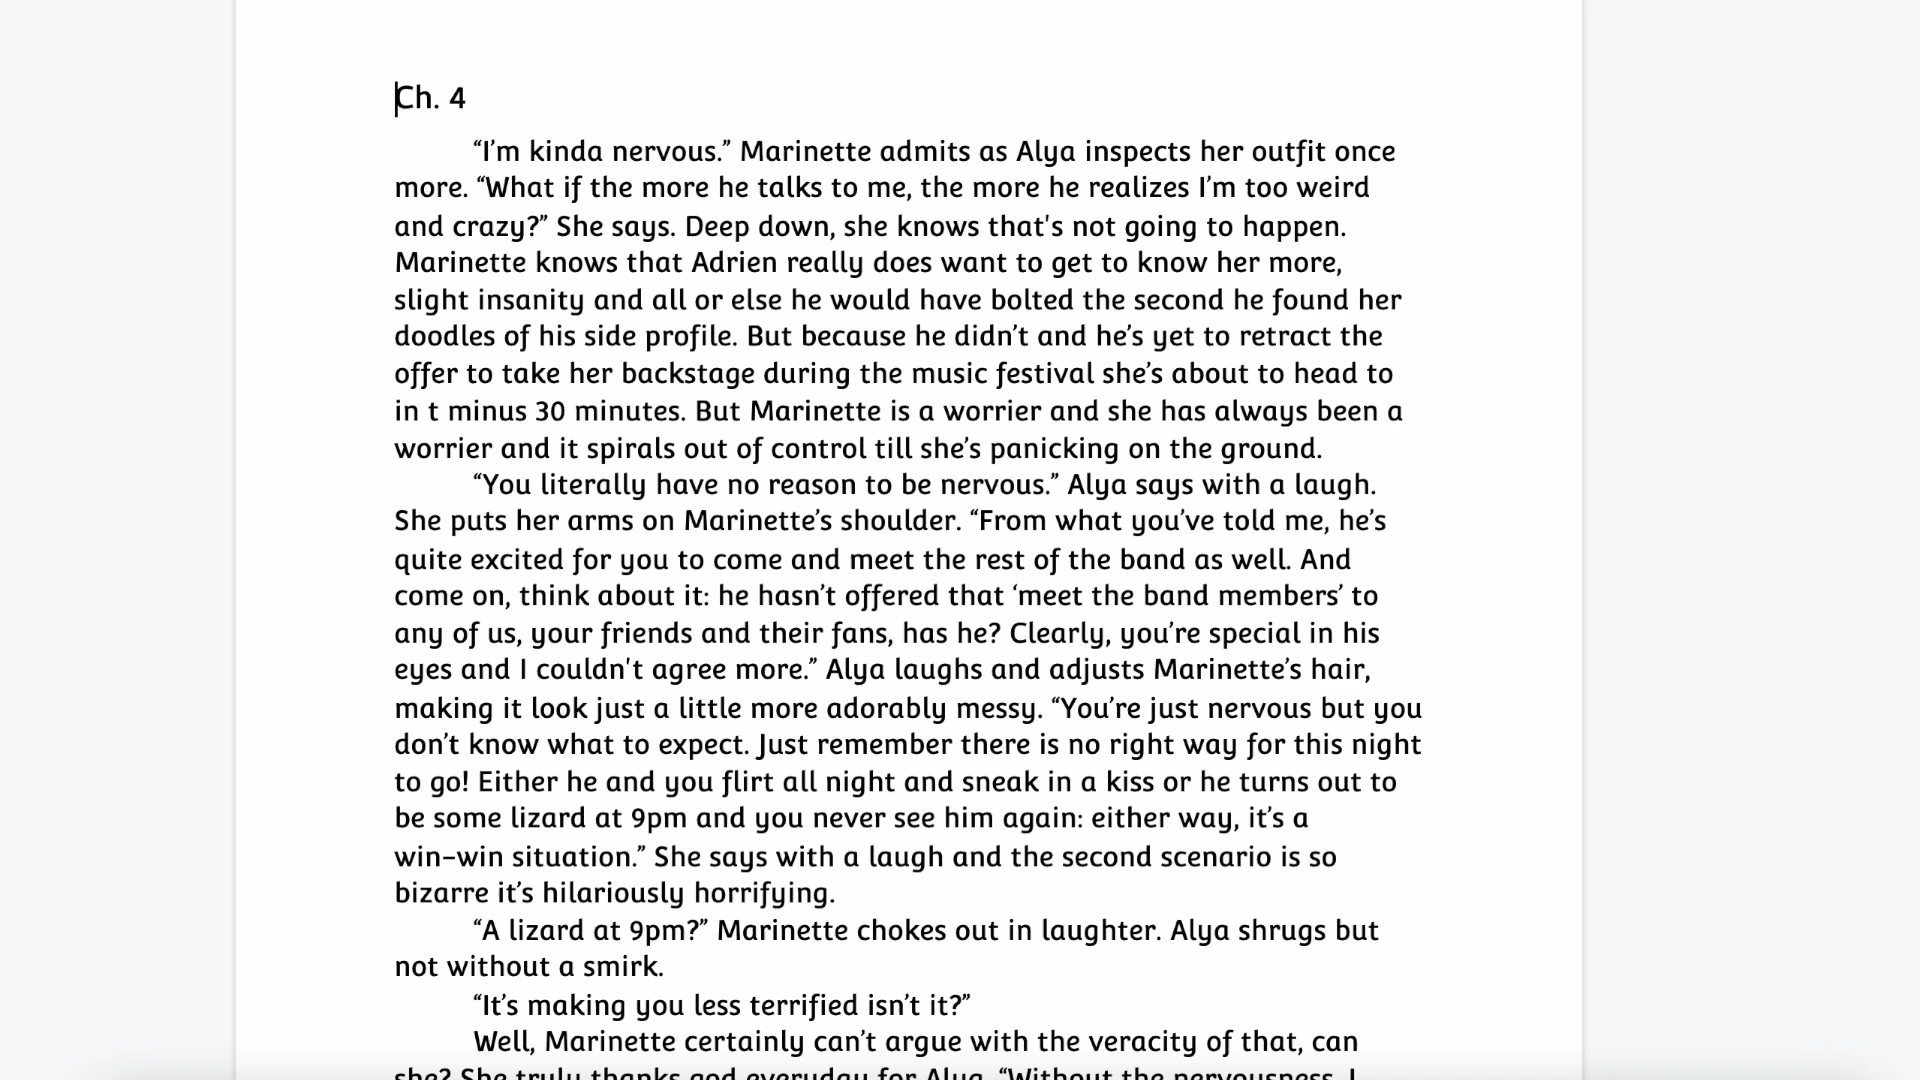 Ch. 4
“I’m kinda nervous.” Marinette admits as Alya inspects her outfit once
more. “What if the more he talks to me, the more he realizes I’m too weird
and crazy?” She says. Deep down, she knows that's not going to happen.
Marinette knows that Adrien really does want to get to know her more,
slight insanity and all or else he would have bolted the second he found her
doodles of his side profile. But because he didn’t and he’s yet to retract the
offer to take her backstage during the music festival she’s about to head to
in t minus 30 minutes. But Marinette is a worrier and she has always been a
worrier and it spirals out of control till she’s panicking on the ground.
“You literally have no reason to be nervous.” Alya says with a laugh.
She puts her arms on Marinette’s shoulder. “From what you’ve told me, he’s
quite excited for you to come and meet the rest of the band as well. And
come on, think about it: he hasn’t offered that ‘meet the band members’ to
any of us, your friends and their fans, has he? Clearly, you’re special in his
eyes and I couldn't agree more.” Alya laughs and adjusts Marinette’s hair,
making it look just a little more adorably messy. “You’re just nervous but you
don’t know what to expect. Just remember there is no right way for this night
to go! Either he and you flirt all night and sneak in a kiss or he turns out to
be some lizard at 9pm and you never see him again: either way, it’s a
win–win situation.” She says with a laugh and the second scenario is so
bizarre it’s hilariously horrifying.
“A lizard at 9pm?” Marinette chokes out in laughter. Alya shrugs but
not without a smirk.
“It’s making you less terrified isn’t it?”
Well, Marinette certainly can’t argue with the veracity of that, can
she? She truly thanks god everyday for Alya. “Without the nervousness, I